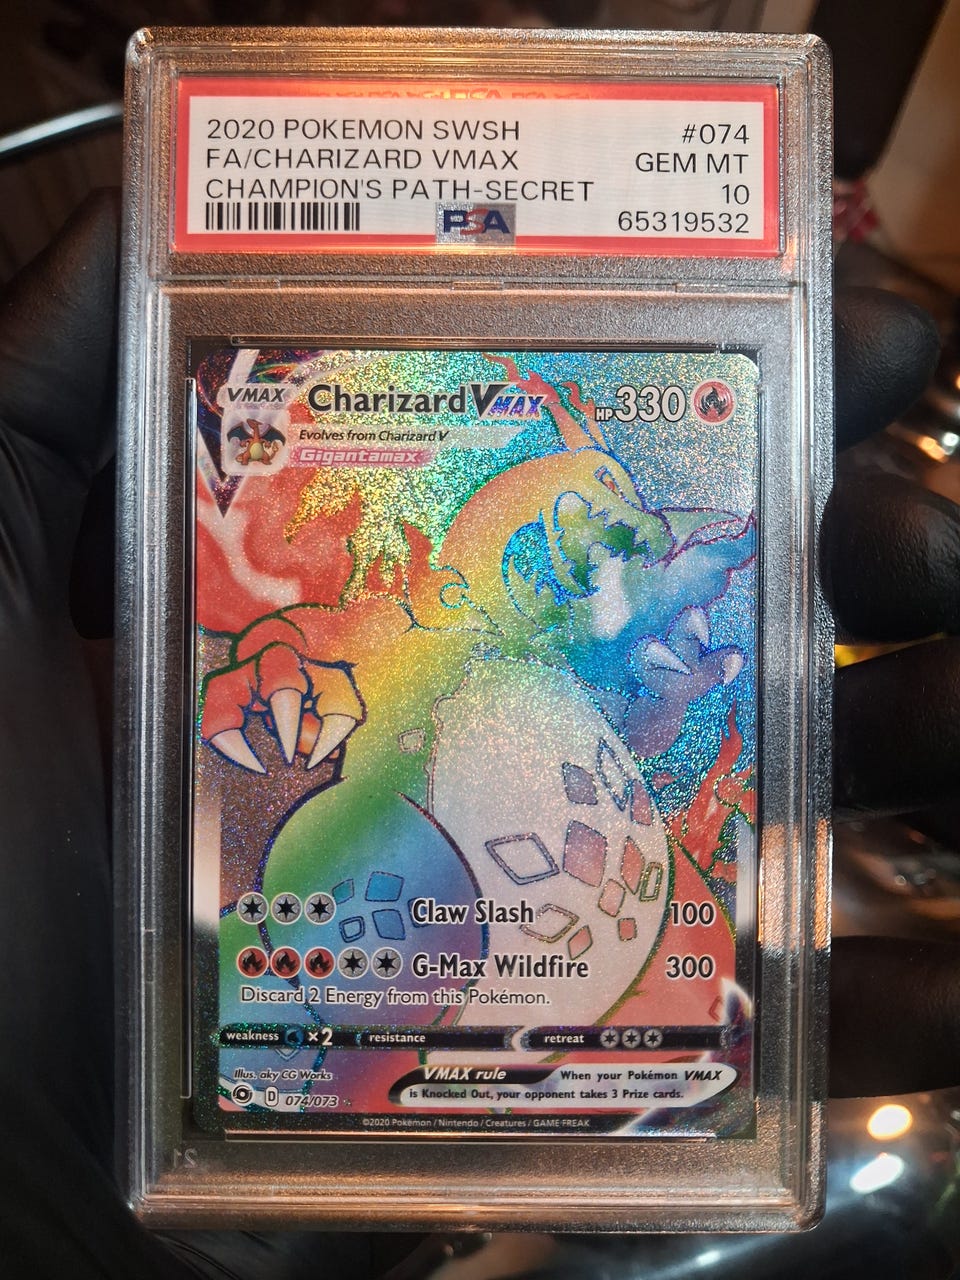 2020 POKEMON SWSH #074
FA/CHARIZARD VMAX GEM MT
CHAMPION'S PATH-SECRET 10
PSA 65319532
VMAX Charizard VMAX HP 330
Evolves from Charizard V
Gigantamax
Claw Slash 100
G-Max Wildfire 300
Discard 2 Energy from this Pokémon.
weakness ×2 resistance retreat
Illus. aky CG Works
VMAX rule When your Pokémon VMAX
is Knocked Out, your opponent takes 3 Prize cards.
D 074/073
©2020 Pokémon / Nintendo / Creatures / GAME FREAK